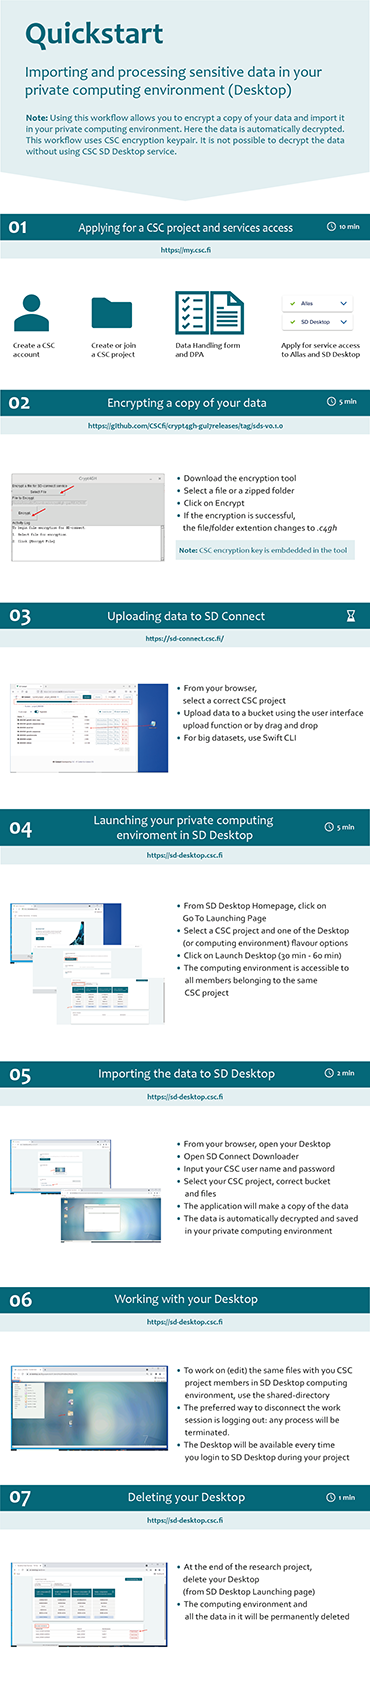 Quickstart
Importing and processing sensitive data in your
private computing environment (Desktop)
Note: Using this workflow allows you to encrypt a copy of your data and import it
in your private computing environment. Here the data is automatically decrypted.
This workflow uses CSC encryption keypair. It is not possible to decrypt the data
without using CSC SD Desktop service.
01 Applying for a CSC project and services access 10 min
https://my.csc.fi
Allas
SD Desktop
Create a CSC
account
Create or join
a CSC project
Data Handling form
and DPA
Apply for service access
to Allas and SD Desktop
02 Encrypting a copy of your data 5 min
https://github.com/CSCfi/crypt4gh-gui/releases/tag/sds-v0.1.0
Select File
Encrypt
Activity Log
Download the encryption tool
Select a file or a zipped folder
Click on Encrypt
If the encryption is successful,
the file/folder extention changes to .c4gh
Note: CSC encryption key is embdedded in the tool
03 Uploading data to SD Connect
https://sd-connect.csc.fi/
From your browser,
select a correct CSC project
Upload data to a bucket using the user interface
upload function or by drag and drop
For big datasets, use Swift CLI
04 Launching your private computing
enviroment in SD Desktop 5 min
https://sd-desktop.csc.fi
From SD Desktop Homepage, click on
Go To Launching Page
Select a CSC project and one of the Desktop
(or computing environment) flavour options
Click on Launch Desktop (30 min - 60 min)
The computing environment is accessible to
all members belonging to the same
CSC project
05 Importing the data to SD Desktop 2 min
https://sd-desktop.csc.fi
From your browser, open your Desktop
Open SD Connect Downloader
Input your CSC user name and password
Select your CSC project, correct bucket
and files
The application will make a copy of the data
The data is automatically decrypted and saved
in your private computing environment
06 Working with your Desktop
https://sd-desktop.csc.fi
To work on (edit) the same files with you CSC
project members in SD Desktop computing
environment, use the shared-directory
The preferred way to disconnect the work
session is logging out: any process will be
terminated.
The Desktop will be available every time
you login to SD Desktop during your project
07 Deleting your Desktop 1 min
https://sd-desktop.csc.fi
At the end of the research project,
delete your Desktop
(from SD Desktop Launching page)
The computing environment and
all the data in it will be permanently deleted